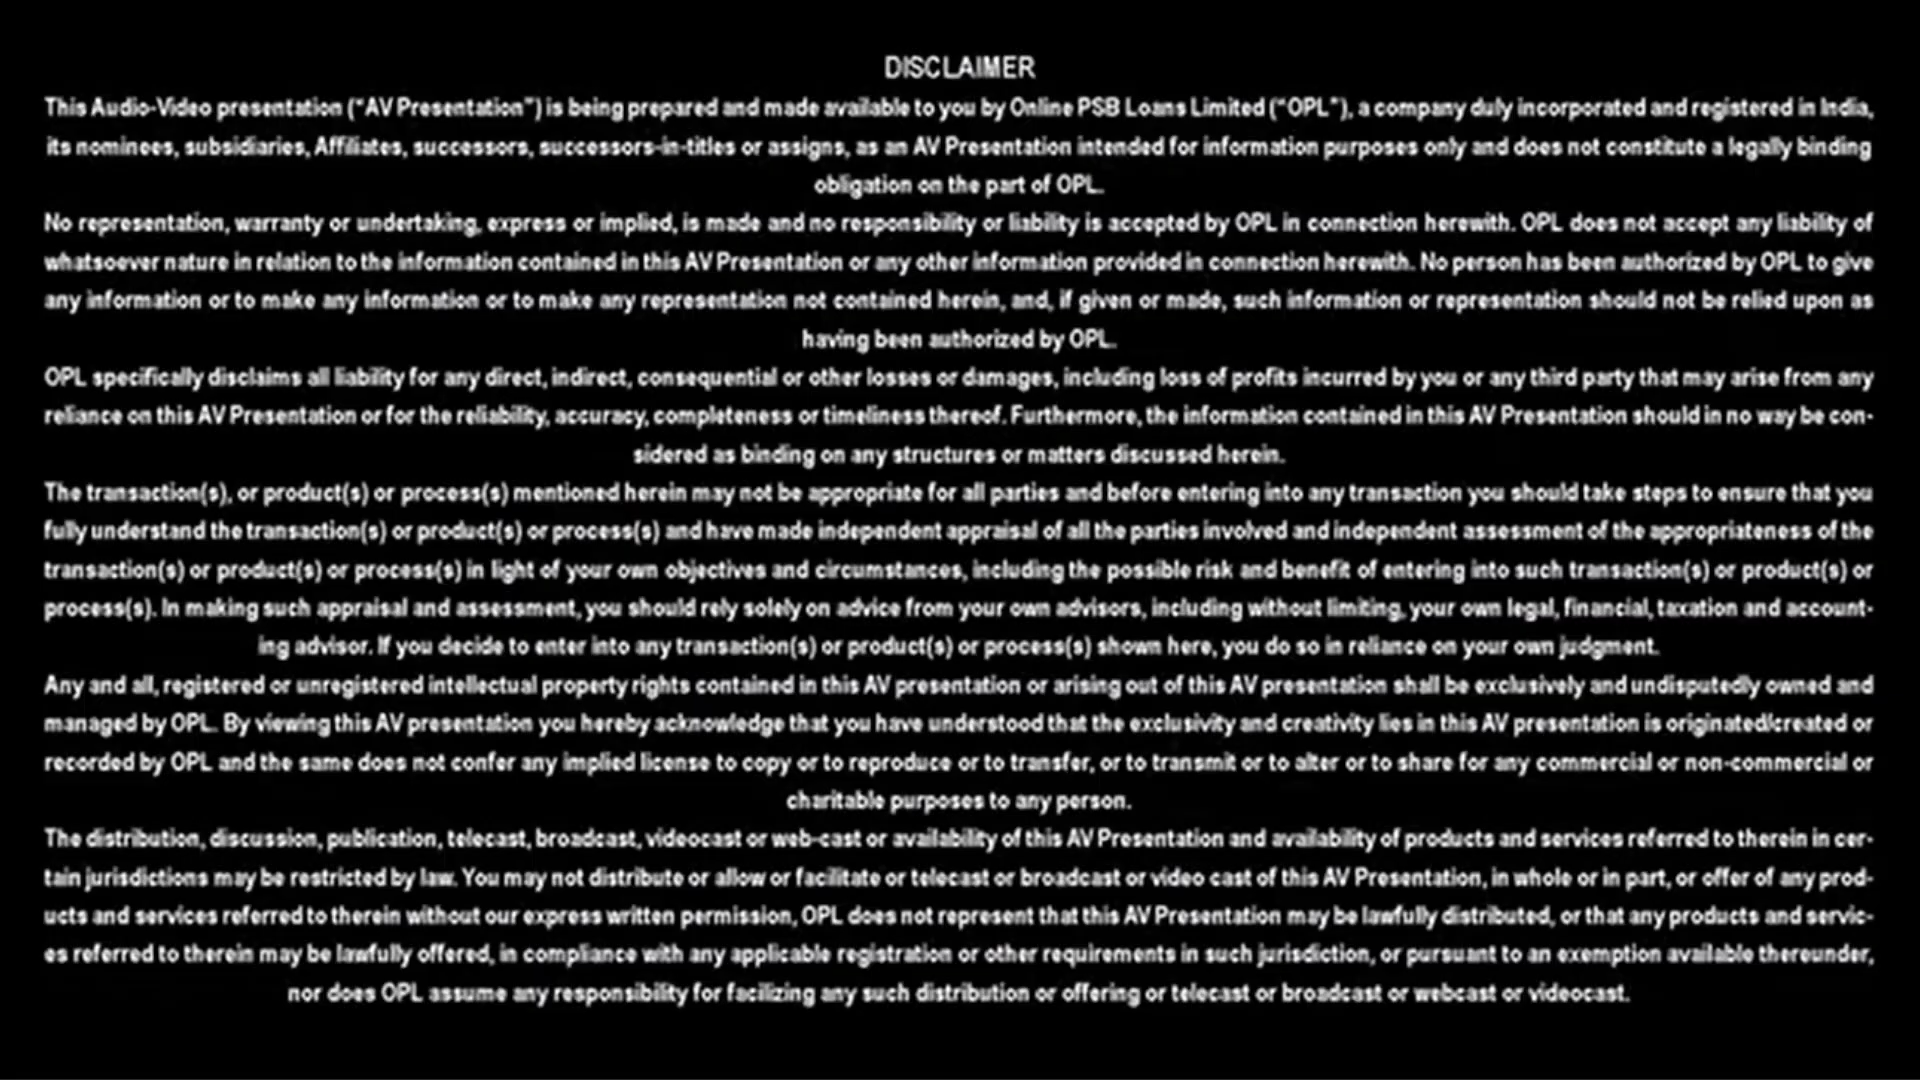 DISCLAIMER
This Audio-Video presentation ("AV Presentation") is being prepared and made available to you by Online PSB Loans Limited ("OPL"), a company duly incorporated and registered in India,
its nominees, subsidiaries, Affiliates, successors, successors-in-titles or assigns, as an AV Presentation intended for information purposes only and does not constitute a legally binding
obligation on the part of OPL.
No representation, warranty or undertaking, express or implied, is made and no responsibility or liability is accepted by OPL in connection herewith. OPL does not accept any liability of
whatsoever nature in relation to the information contained in this AV Presentation or any other information provided in connection herewith. No person has been authorized by OPL to give
any information or to make any information or to make any representation not contained herein, and, if given or made, such information or representation should not be relied upon as
having been authorized by OPL.
OPL specifically disclaims all liability for any direct, indirect, consequential or other losses or damages, including loss of profits incurred by you or any third party that may arise from any
reliance on this AV Presentation or for the reliability, accuracy, completeness or timeliness thereof. Furthermore, the information contained in this AV Presentation should in no way be con-
sidered as binding on any structures or matters discussed herein.
The transaction(s), or product(s) or process(s) mentioned herein may not be appropriate for all parties and before entering into any transaction you should take steps to ensure that you
fully understand the transaction(s) or product(s) or process(s) and have made independent appraisal of all the parties involved and independent assessment of the appropriateness of the
transaction(s) or product(s) or process(s) in light of your own objectives and circumstances, including the possible risk and benefit of entering into such transaction(s) or product(s) or
process(s). In making such appraisal and assessment, you should rely solely on advice from your own advisors, including without limiting, your own legal, financial, taxation and account-
ing advisor. If you decide to enter into any transaction(s) or product(s) or process(s) shown here, you do so in reliance on your own judgment.
Any and all, registered or unregistered intellectual property rights contained in this AV presentation or arising out of this AV presentation shall be exclusively and undisputedly owned and
managed by OPL. By viewing this AV presentation you hereby acknowledge that you have understood that the exclusivity and creativity lies in this AV presentation is originated/created or
recorded by OPL and the same does not confer any implied license to copy or to reproduce or to transfer, or to transmit or to alter or to share for any commercial or non-commercial or
charitable purposes to any person.
The distribution, discussion, publication, telecast, broadcast, videocast or web-cast or availability of this AV Presentation and availability of products and services referred to therein in cer-
tain jurisdictions may be restricted by law. You may not distribute or allow or facilitate or telecast or broadcast or video cast of this AV Presentation, in whole or in part, or offer of any prod-
ucts and services referred to therein without our express written permission, OPL does not represent that this AV Presentation may be lawfully distributed, or that any products and servic-
es referred to therein may be lawfully offered, in compliance with any applicable registration or other requirements in such jurisdiction, or pursuant to an exemption available thereunder,
nor does OPL assume any responsibility for facilizing any such distribution or offering or telecast or broadcast or webcast or videocast.